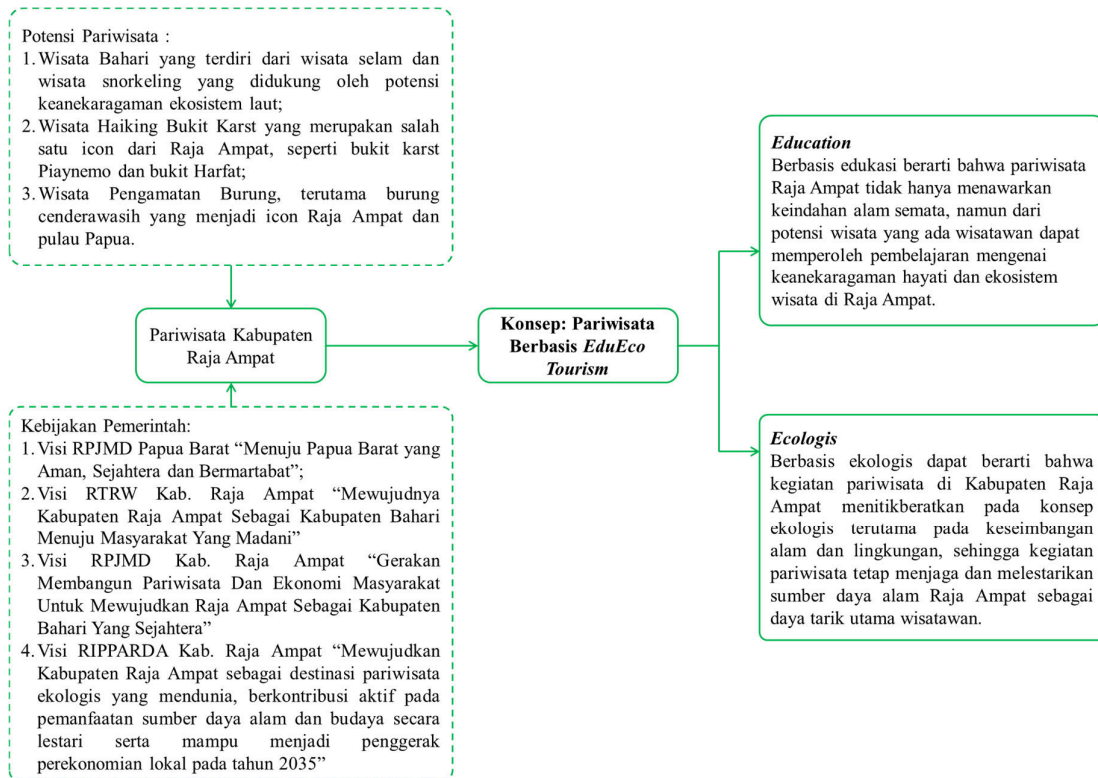 Potensi Pariwisata :
1. Wisata Bahari yang terdiri dari wisata selam dan
wisata snorkeling yang didukung oleh potensi
keanekaragaman ekosistem laut;
2. Wisata Haiking Bukit Karst yang merupakan salah
satu icon dari Raja Ampat, seperti bukit karst
Piaynemo dan bukit Harfat;
3. Wisata Pengamatan Burung, terutama burung
cenderawasih yang menjadi icon Raja Ampat dan
pulau Papua.
Pariwisata Kabupaten
Raja Ampat
Kebijakan Pemerintah:
1. Visi RPJMD Papua Barat “Menuju Papua Barat yang
Aman, Sejahtera dan Bermartabat”;
2. Visi RTRW Kab. Raja Ampat “Mewujudnya
Kabupaten Raja Ampat Sebagai Kabupaten Bahari
Menuju Masyarakat Yang Madani”
3. Visi RPJMD Kab. Raja Ampat “Gerakan
Membangun Pariwisata Dan Ekonomi Masyarakat
Untuk Mewujudkan Raja Ampat Sebagai Kabupaten
Bahari Yang Sejahtera”
4. Visi RIPPARDA Kab. Raja Ampat “Mewujudkan
Kabupaten Raja Ampat sebagai destinasi pariwisata
ekologis yang mendunia, berkontribusi aktif pada
pemanfaatan sumber daya alam dan budaya secara
lestari serta mampu menjadi penggerak
perekonomian lokal pada tahun 2035”
Konsep: Pariwisata
Berbasis EduEco
Tourism
Education
Berbasis edukasi berarti bahwa pariwisata
Raja Ampat tidak hanya menawarkan
keindahan alam semata, namun dari
potensi wisata yang ada wisatawan dapat
memperoleh pembelajaran mengenai
keanekaragaman hayati dan ekosistem
wisata di Raja Ampat.
Ecologis
Berbasis ekologis dapat berarti bahwa
kegiatan pariwisata di Kabupaten Raja
Ampat menitikberatkan pada konsep
ekologis terutama pada keseimbangan
alam dan lingkungan, sehingga kegiatan
pariwisata tetap menjaga dan melestarikan
sumber daya alam Raja Ampat sebagai
daya tarik utama wisatawan.